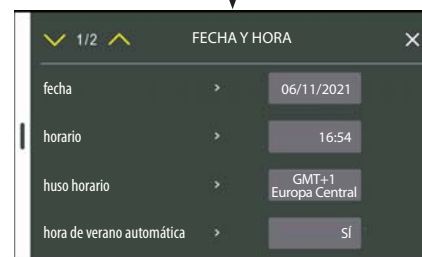 1/2 FECHA Y HORA
fecha > 06/11/2021
horario > 16:54
huso horario > GMT+1
Europa Central
hora de verano automática > SÍ